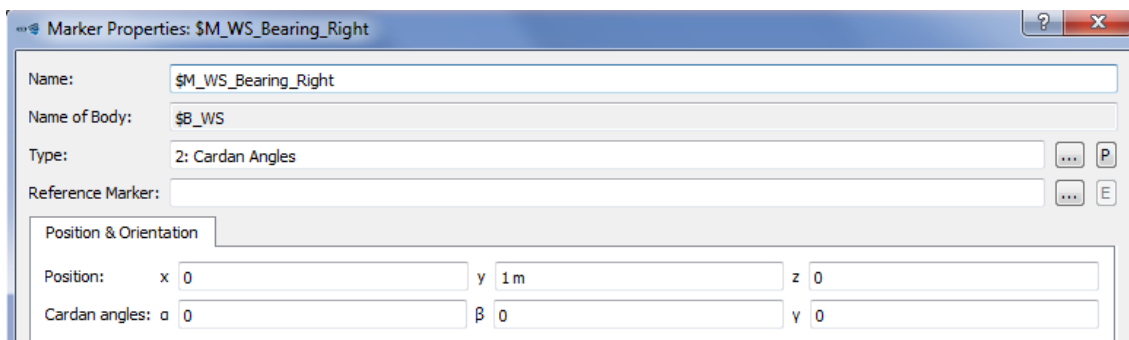 Marker Properties: $M_WS_Bearing_Right ? X
Name: $M_WS_Bearing_Right
Name of Body: $B_WS
Type: 2: Cardan Angles ... P
Reference Marker: ... E
Position & Orientation
Position: x 0 y 1 m z 0
Cardan angles: α 0 β 0 γ 0